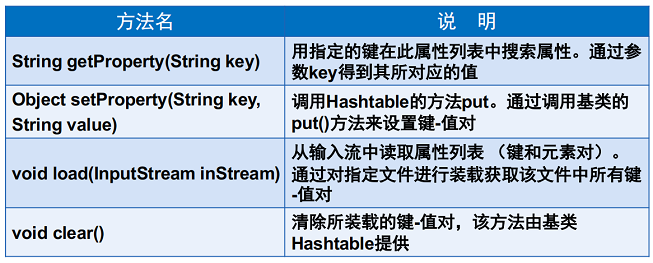 方法名
说 明
String getProperty(String key)
用指定的键在此属性列表中搜索属性。通过参
数key得到其所对应的值
Object setProperty(String key,
String value)
调用Hashtable的方法put。通过调用基类的
put()方法来设置键-值对
void load(InputStream inStream)
从输入流中读取属性列表 （键和元素对）。
通过对指定文件进行装载获取该文件中所有键
-值对
void clear()
清除所装载的键-值对，该方法由基类
Hashtable提供